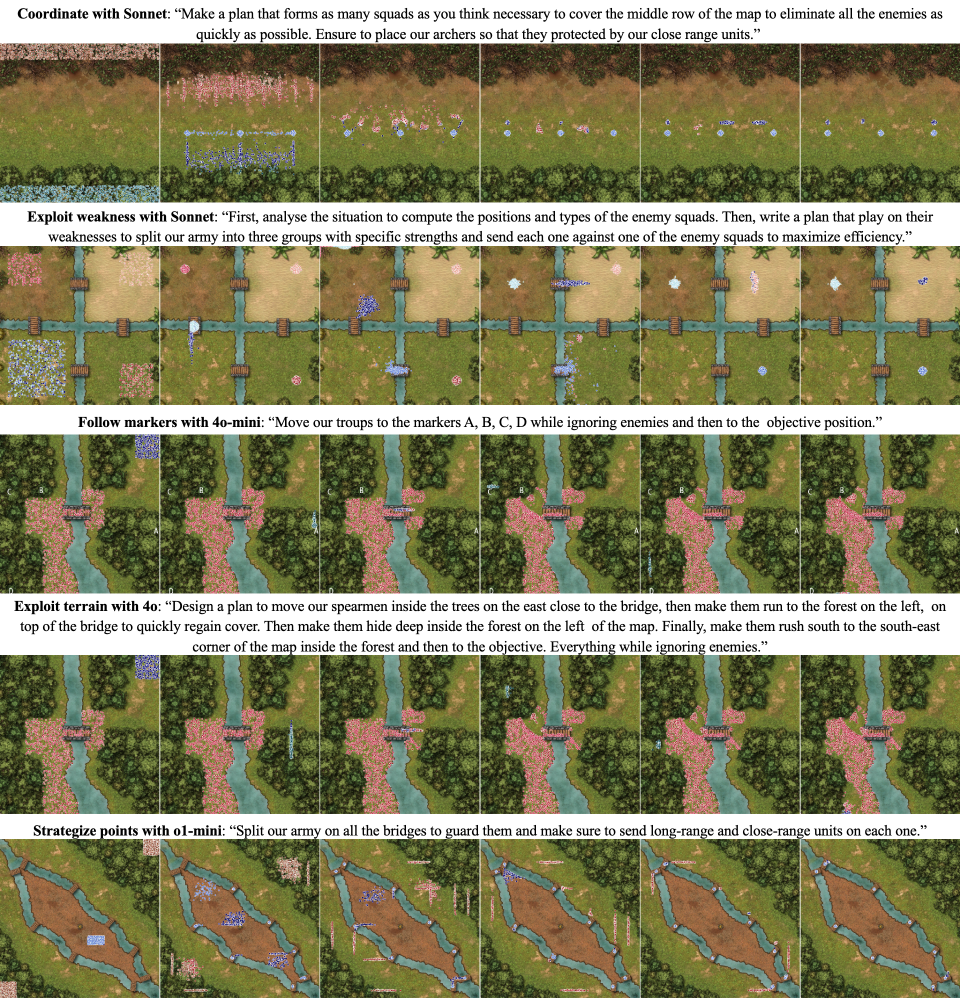 Coordinate with Sonnet: “Make a plan that forms as many squads as you think necessary to cover the middle row of the map to eliminate all the enemies as
quickly as possible. Ensure to place our archers so that they protected by our close range units.”
Exploit weakness with Sonnet: “First, analyse the situation to compute the positions and types of the enemy squads. Then, write a plan that play on their
weaknesses to split our army into three groups with specific strengths and send each one against one of the enemy squads to maximize efficiency.”
Follow markers with 4o-mini: “Move our troups to the markers A, B, C, D while ignoring enemies and then to the objective position.”
C B A D
C B A D
C B A D
C B A D
C B A D
C B A D
Exploit terrain with 4o: “Design a plan to move our spearmen inside the trees on the east close to the bridge, then make them run to the forest on the left, on
top of the bridge to quickly regain cover. Then make them hide deep inside the forest on the left of the map. Finally, make them rush south to the south-east
corner of the map inside the forest and then to the objective. Everything while ignoring enemies.”
Strategize points with o1-mini: “Split our army on all the bridges to guard them and make sure to send long-range and close-range units on each one.”